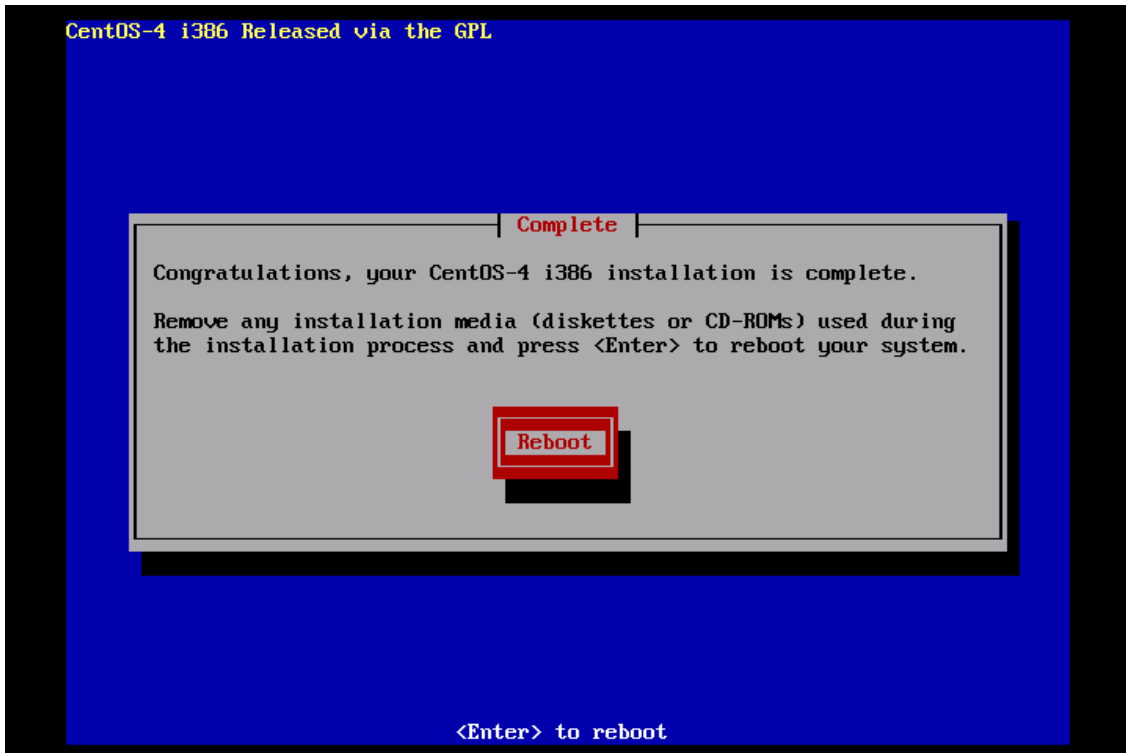 CentOS-4 i386 Released via the GPL
Complete
Congratulations, your CentOS-4 i386 installation is complete.
Remove any installation media (diskettes or CD-ROMs) used during
the installation process and press <Enter> to reboot your system.
Reboot
<Enter> to reboot